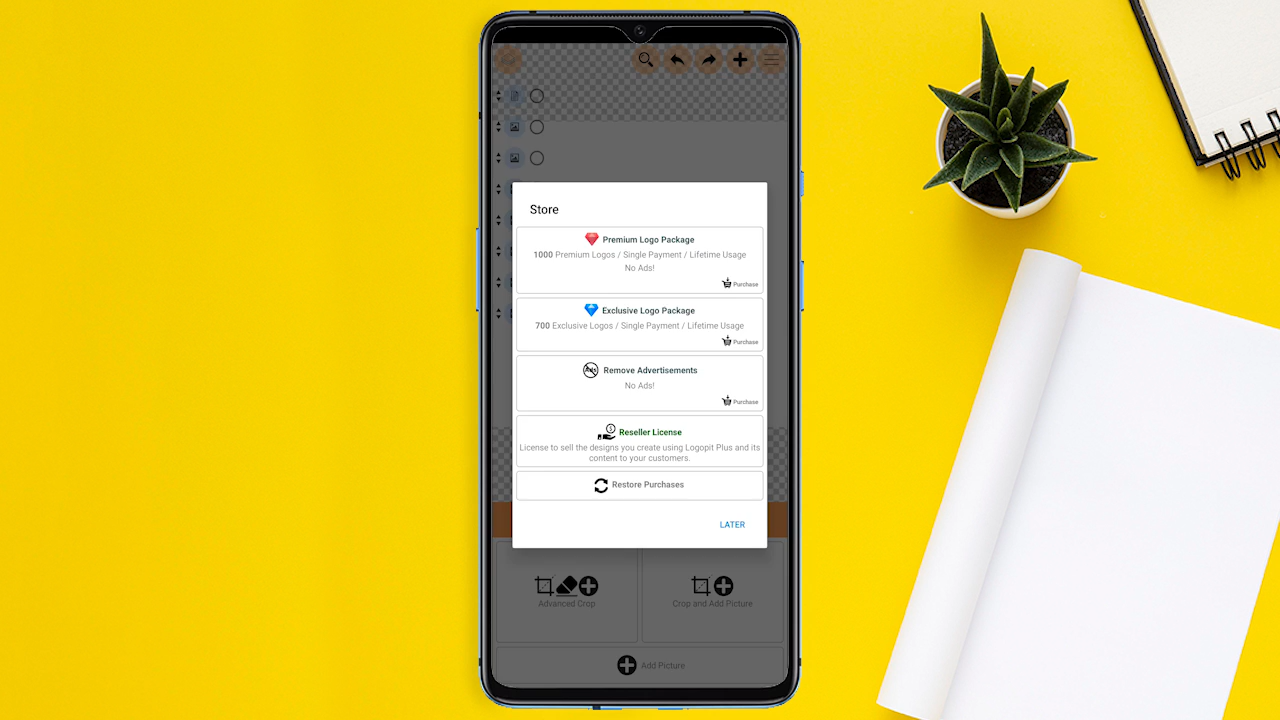 Store
Premium Logo Package
1000 Premium Logos / Single Payment / Lifetime Usage
No Ads!
Purchase
Exclusive Logo Package
700 Exclusive Logos / Single Payment / Lifetime Usage
Purchase
Ads Remove Advertisements
No Ads!
Purchase
$ Reseller License
License to sell the designs you create using Logopit Plus and its
content to your customers.
Restore Purchases
LATER
Advanced Crop
Crop and Add Picture
Add Picture